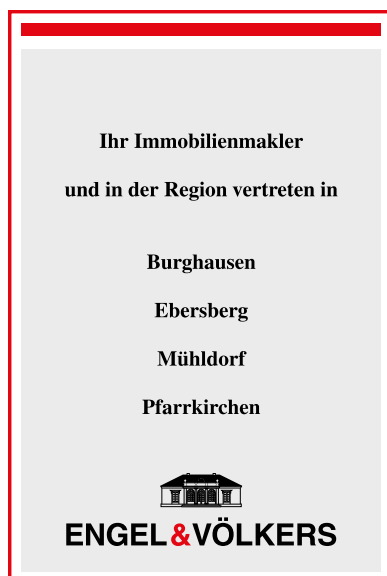 Ihr Immobilienmakler
und in der Region vertreten in
Burghausen
Ebersberg
Mühldorf
Pfarrkirchen
ENGEL&VÖLKERS